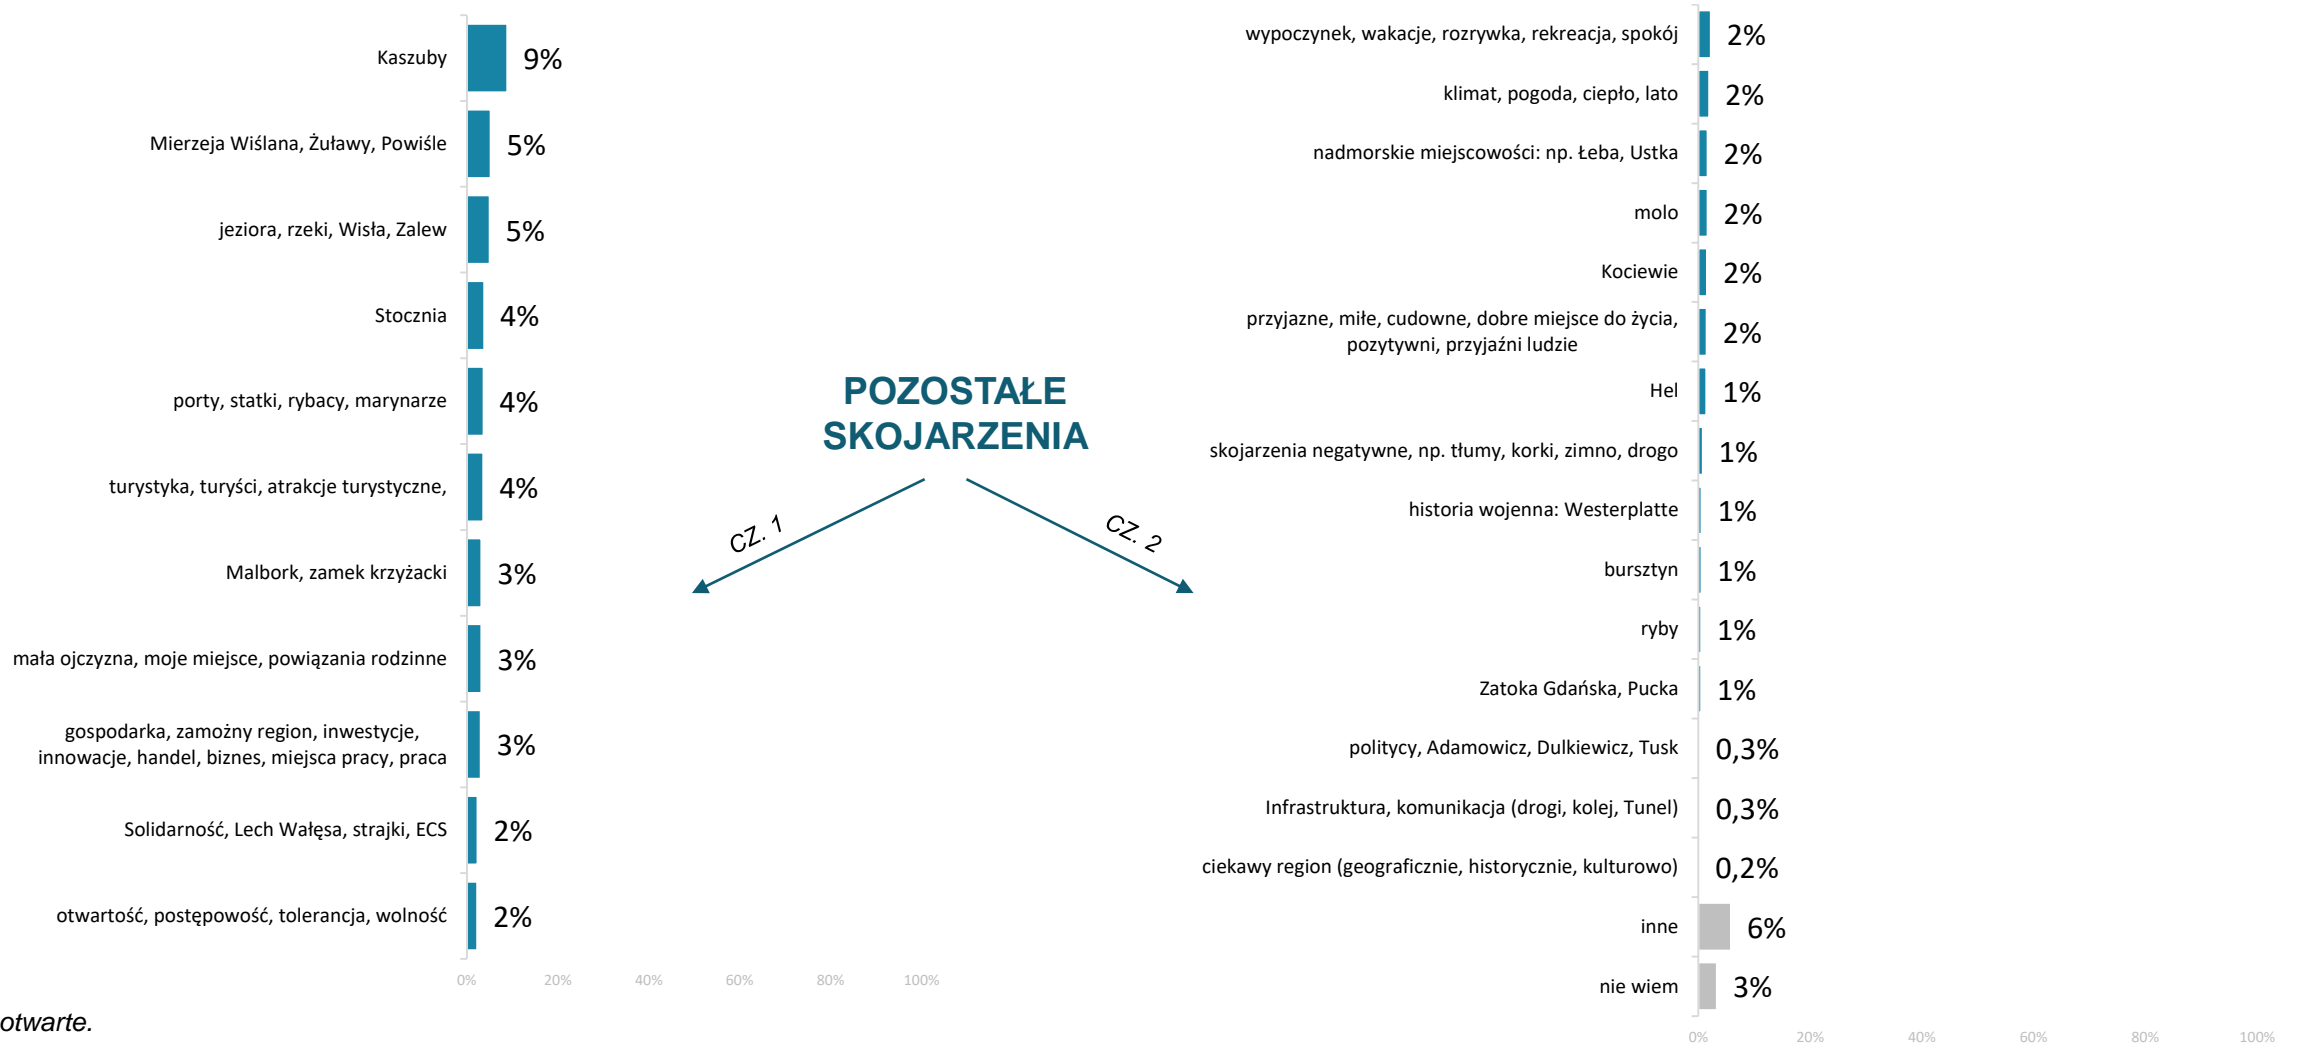 Kaszuby 9%
Mierzeja Wiślana, Żuławy, Powiśle 5%
jeziora, rzeki, Wisła, Zalew 5%
Stocznia 4%
porty, statki, rybacy, marynarze 4%
turystyka, turyści, atrakcje turystyczne, 4%
Malbork, zamek krzyżacki 3%
mała ojczyzna, moje miejsce, powiązania rodzinne 3%
gospodarka, zamożny region, inwestycje,
innowacje, handel, biznes, miejsca pracy, praca 3%
Solidarność, Lech Wałęsa, strajki, ECS 2%
otwartość, postępowość, tolerancja, wolność 2%
0% 20% 40% 60% 80% 100%
otwarte.
POZOSTAŁE
SKOJARZENIA
CZ. 1
CZ. 2
wypoczynek, wakacje, rozrywka, rekreacja, spokój 2%
klimat, pogoda, ciepło, lato 2%
nadmorskie miejscowości: np. Łeba, Ustka 2%
molo 2%
Kociewie 2%
przyjazne, miłe, cudowne, dobre miejsce do życia,
pozytywni, przyjaźni ludzie 2%
Hel 1%
skojarzenia negatywne, np. tłumy, korki, zimno, drogo 1%
historia wojenna: Westerplatte 1%
bursztyn 1%
ryby 1%
Zatoka Gdańska, Pucka 1%
politycy, Adamowicz, Dulkiewicz, Tusk 0,3%
Infrastruktura, komunikacja (drogi, kolej, Tunel) 0,3%
ciekawy region (geograficznie, historycznie, kulturowo) 0,2%
inne 6%
nie wiem 3%
0% 20% 40% 60% 80% 100%